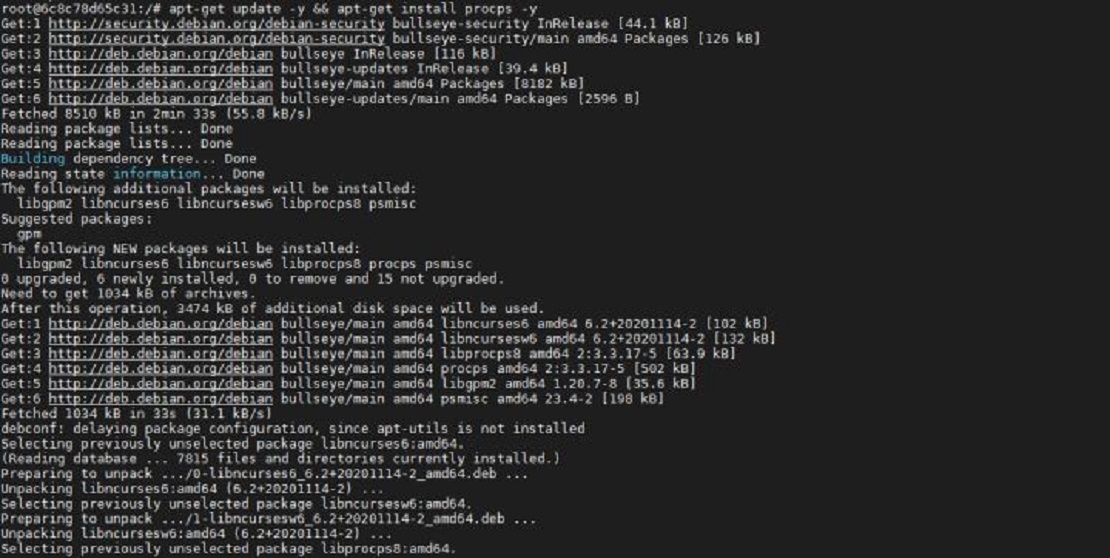 root@6c8c78d65c31:/# apt-get update -y && apt-get install procps -y
Get:1 http://security.debian.org/debian-security bullseye-security InRelease [44.1 kB]
Get:2 http://security.debian.org/debian-security bullseye-security/main amd64 Packages [126 kB]
Get:3 http://deb.debian.org/debian bullseye InRelease [116 kB]
Get:4 http://deb.debian.org/debian bullseye-updates InRelease [39.4 kB]
Get:5 http://deb.debian.org/debian bullseye/main amd64 Packages [8182 kB]
Get:6 http://deb.debian.org/debian bullseye-updates/main amd64 Packages [2596 B]
Fetched 8510 kB in 2min 33s (55.8 kB/s)
Reading package lists... Done
Reading package lists... Done
Building dependency tree... Done
Reading state information... Done
The following additional packages will be installed:
  libgpm2 libncurses6 libncursesw6 libprocps8 psmisc
Suggested packages:
  gpm
The following NEW packages will be installed:
  libgpm2 libncurses6 libncursesw6 libprocps8 procps psmisc
0 upgraded, 6 newly installed, 0 to remove and 15 not upgraded.
Need to get 1034 kB of archives.
After this operation, 3474 kB of additional disk space will be used.
Get:1 http://deb.debian.org/debian bullseye/main amd64 libncurses6 amd64 6.2+20201114-2 [102 kB]
Get:2 http://deb.debian.org/debian bullseye/main amd64 libncursesw6 amd64 6.2+20201114-2 [132 kB]
Get:3 http://deb.debian.org/debian bullseye/main amd64 libprocps8 amd64 2:3.3.17-5 [63.9 kB]
Get:4 http://deb.debian.org/debian bullseye/main amd64 procps amd64 2:3.3.17-5 [502 kB]
Get:5 http://deb.debian.org/debian bullseye/main amd64 libgpm2 amd64 1.20.7-8 [35.6 kB]
Get:6 http://deb.debian.org/debian bullseye/main amd64 psmisc amd64 23.4-2 [198 kB]
Fetched 1034 kB in 33s (31.1 kB/s)
debconf: delaying package configuration, since apt-utils is not installed
Selecting previously unselected package libncurses6:amd64.
(Reading database ... 7815 files and directories currently installed.)
Preparing to unpack .../0-libncurses6_6.2+20201114-2_amd64.deb ...
Unpacking libncurses6:amd64 (6.2+20201114-2) ...
Selecting previously unselected package libncursesw6:amd64.
Preparing to unpack .../1-libncursesw6_6.2+20201114-2_amd64.deb ...
Unpacking libncursesw6:amd64 (6.2+20201114-2) ...
Selecting previously unselected package libprocps8:amd64.